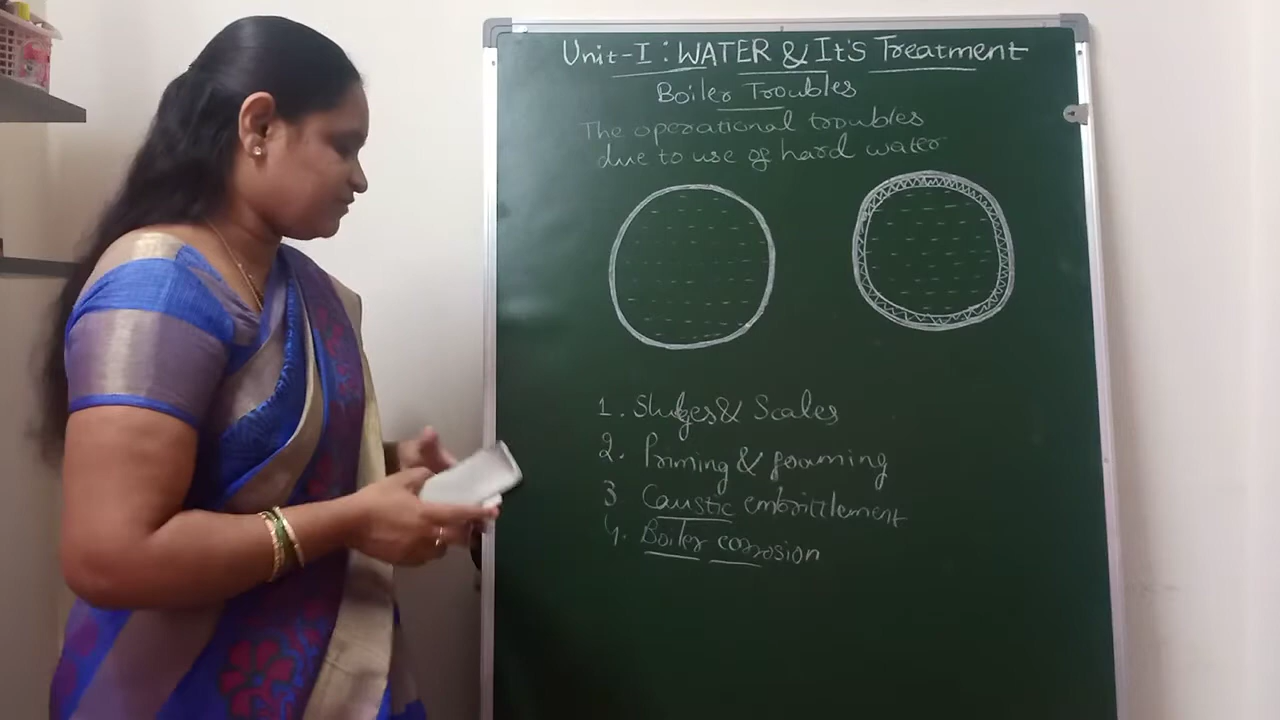 Unit-I : WATER & It's Treatment
Boiler Troubles
The operational troubles
due to use of hard water
1. Sludges & Scales
2. Priming & foaming
3 Caustic embrittlement
4. Boiler corrosion